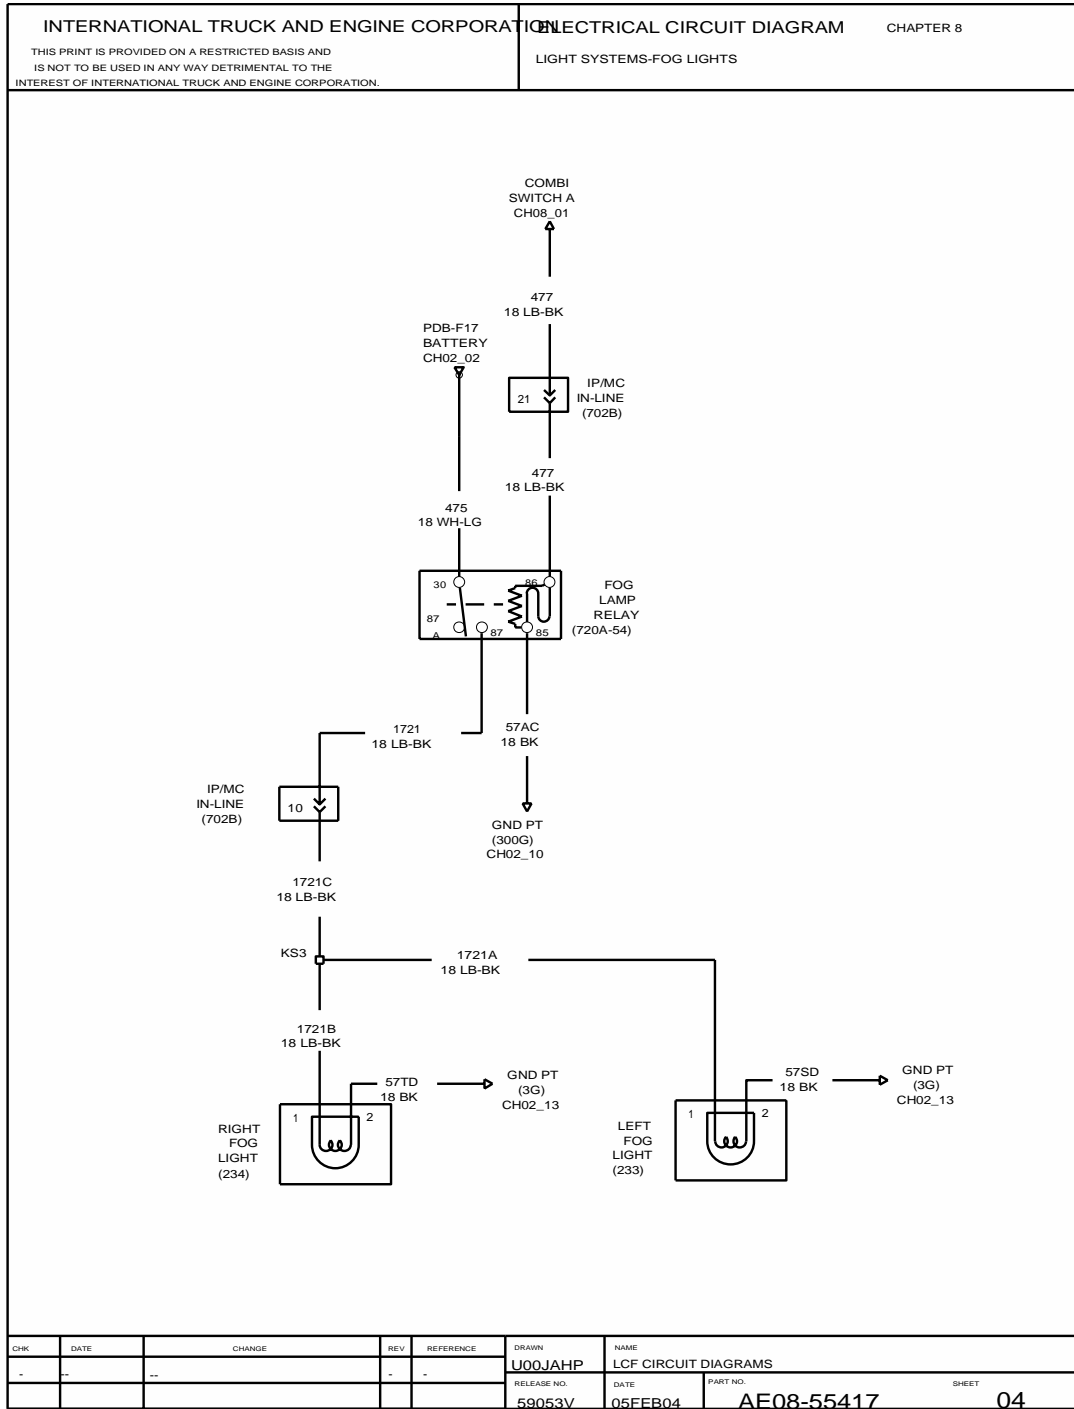 INTERNATIONAL TRUCK AND ENGINE CORPORATION
THIS PRINT IS PROVIDED ON A RESTRICTED BASIS AND
IS NOT TO BE USED IN ANY WAY DETRIMENTAL TO THE
INTEREST OF INTERNATIONAL TRUCK AND ENGINE CORPORATION.
ELECTRICAL CIRCUIT DIAGRAM
CHAPTER 8
LIGHT SYSTEMS-FOG LIGHTS
COMBI
SWITCH A
CH08_01
477
18 LB-BK
PDB-F17
BATTERY
CH02_02
21
IP/MC
IN-LINE
(702B)
477
18 LB-BK
475
18 WH-LG
30
86
87
A
87
85
FOG
LAMP
RELAY
(720A-54)
1721
18 LB-BK
57AC
18 BK
IP/MC
IN-LINE
(702B)
10
GND PT
(300G)
CH02_10
1721C
18 LB-BK
KS3
1721A
18 LB-BK
1721B
18 LB-BK
57TD
18 BK
GND PT
(3G)
CH02_13
57SD
18 BK
GND PT
(3G)
CH02_13
RIGHT
FOG
LIGHT
(234)
1
2
LEFT
FOG
LIGHT
(233)
1
2
CHK
DATE
CHANGE
REV
REFERENCE
-
--
--
-
-
DRAWN
U00JAHP
NAME
LCF CIRCUIT DIAGRAMS
RELEASE NO.
59053V
DATE
05FEB04
PART NO.
AE08-55417
SHEET
04